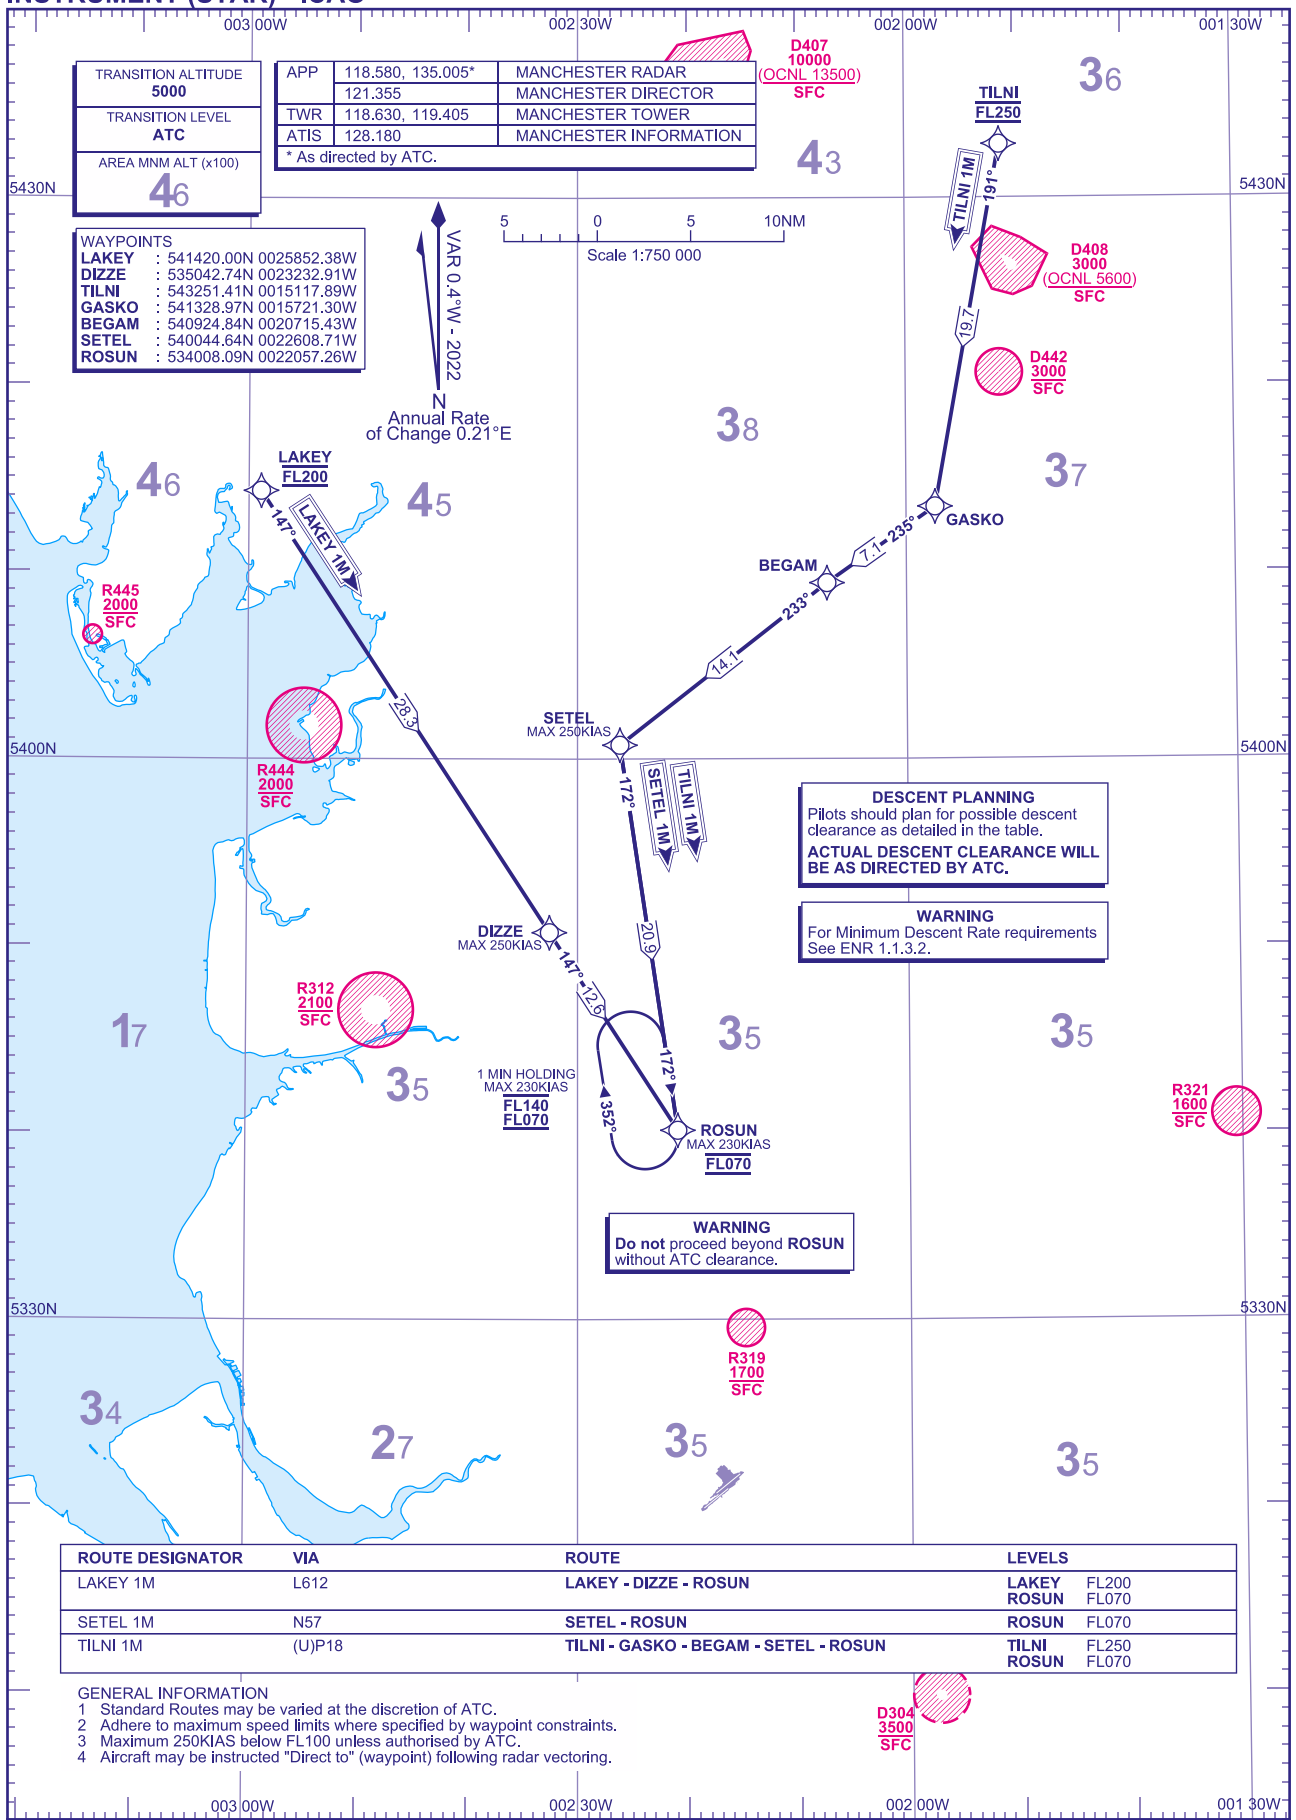 INSTRUMENT (STAR) - ICAO
003 00W
002 30W
002 00W
001 30W
TRANSITION ALTITUDE
5000
TRANSITION LEVEL
ATC
AREA MNM ALT (x100)
46
APP 118.580, 135.005* MANCHESTER RADAR
121.355 MANCHESTER DIRECTOR
TWR 118.630, 119.405 MANCHESTER TOWER
ATIS 128.180 MANCHESTER INFORMATION
* As directed by ATC.
D407
10000
(OCNL 13500)
SFC
36
43
TILNI
FL250
191°
TILNI 1M
5430N
5430N
WAYPOINTS
LAKEY : 541420.00N 0025852.38W
DIZZE : 535042.74N 0023232.91W
TILNI : 543251.41N 0015117.89W
GASKO : 541328.97N 0015721.30W
BEGAM : 540924.84N 0020715.43W
SETEL : 540044.64N 0022608.71W
ROSUN : 534008.09N 0022057.26W
VAR 0.4°W - 2022
N
Annual Rate
of Change 0.21°E
5 0 5 10NM
Scale 1:750 000
D408
3000
(OCNL 5600)
SFC
19.7
D442
3000
SFC
38
37
46
45
LAKEY
FL200
147°
LAKEY 1M
GASKO
235°
7.1
BEGAM
233°
14.1
R445
2000
SFC
28.3
SETEL
MAX 250KIAS
R444
2000
SFC
5400N
5400N
172°
SETEL 1M
TILNI 1M
DESCENT PLANNING
Pilots should plan for possible descent
clearance as detailed in the table.
ACTUAL DESCENT CLEARANCE WILL
BE AS DIRECTED BY ATC.
WARNING
For Minimum Descent Rate requirements
See ENR 1.1.3.2.
DIZZE
MAX 250KIAS
20.9
147°
12.6
R312
2100
SFC
17
35
35
35
1 MIN HOLDING
MAX 230KIAS
FL140
FL070
352°
172°
ROSUN
MAX 230KIAS
FL070
R321
1600
SFC
WARNING
Do not proceed beyond ROSUN
without ATC clearance.
5330N
5330N
R319
1700
SFC
34
27
35
35
ROUTE DESIGNATOR VIA ROUTE LEVELS
LAKEY 1M L612 LAKEY - DIZZE - ROSUN LAKEY FL200
ROSUN FL070
SETEL 1M N57 SETEL - ROSUN ROSUN FL070
TILNI 1M (U)P18 TILNI - GASKO - BEGAM - SETEL - ROSUN TILNI FL250
ROSUN FL070
GENERAL INFORMATION
1 Standard Routes may be varied at the discretion of ATC.
2 Adhere to maximum speed limits where specified by waypoint constraints.
3 Maximum 250KIAS below FL100 unless authorised by ATC.
4 Aircraft may be instructed "Direct to" (waypoint) following radar vectoring.
D304
3500
SFC
003 00W
002 30W
002 00W
001 30W